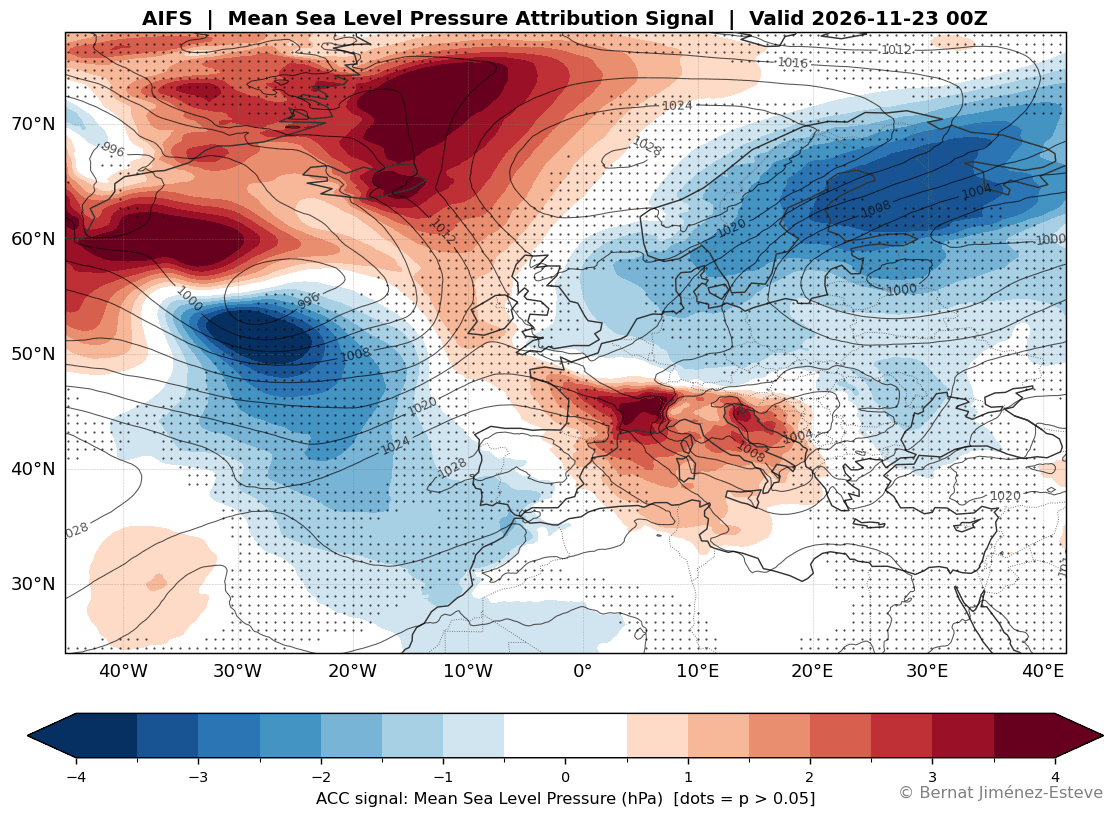 AIFS | Mean Sea Level Pressure Attribution Signal | Valid 2026-11-23 00Z
1012
1016
70°N
1024
996
1028
1004
1008
1012
1020
60°N
1000
1000
996
1000
50°N
1008
1020
1004
1024
1008
40°N
1028
1020
028
30°N
40°W 30°W 20°W 10°W 0° 10°E 20°E 30°E 40°E
−4 −3 −2 −1 0 1 2 3 4
ACC signal: Mean Sea Level Pressure (hPa) [dots = p > 0.05]
© Bernat Jiménez-Esteve